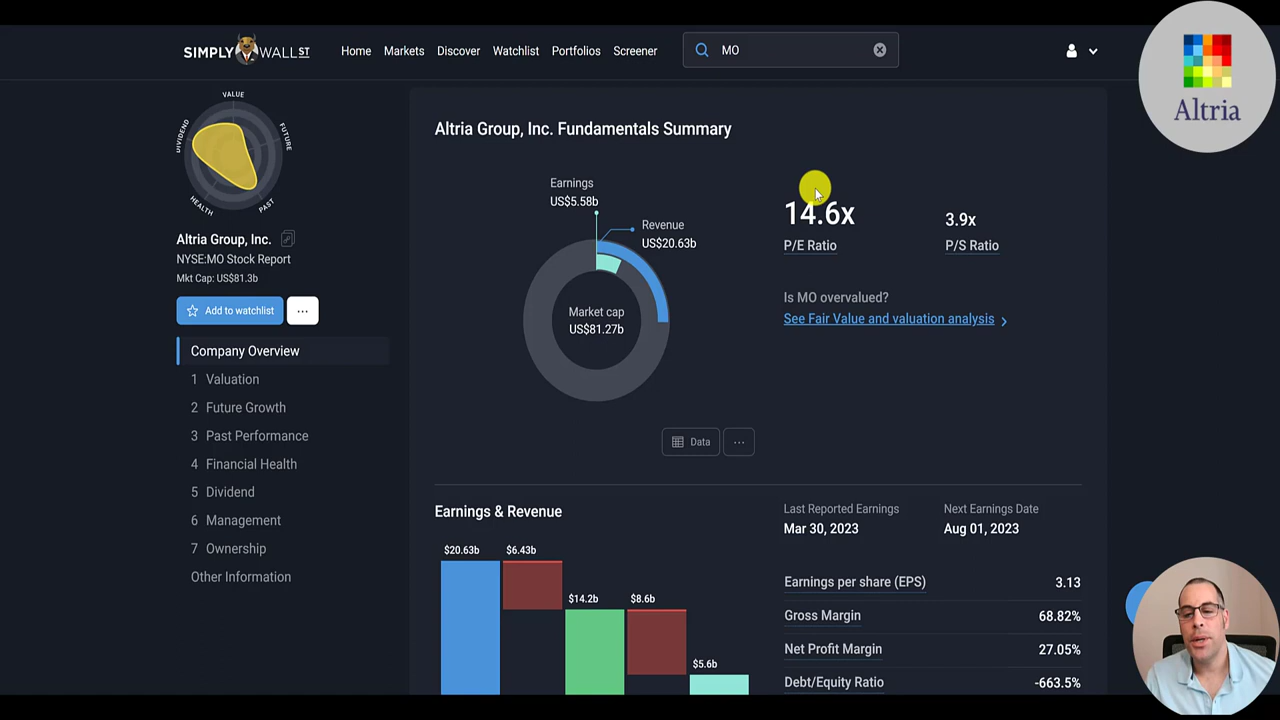 SIMPLY WALL ST
Home Markets Discover Watchlist Portfolios Screener
MO
Altria
VALUE
FUTURE
PAST
HEALTH
DIVIDEND
Altria Group, Inc.
NYSE:MO Stock Report
Mkt Cap: US$81.3b
Add to watchlist
...
Company Overview
1 Valuation
2 Future Growth
3 Past Performance
4 Financial Health
5 Dividend
6 Management
7 Ownership
Other Information
Altria Group, Inc. Fundamentals Summary
Earnings
US$5.58b
Revenue
US$20.63b
Market cap
US$81.27b
14.6x
P/E Ratio
3.9x
P/S Ratio
Is MO overvalued?
See Fair Value and valuation analysis
Data
...
Earnings & Revenue
$20.63b
$6.43b
$14.2b
$8.6b
$5.6b
Last Reported Earnings
Mar 30, 2023
Next Earnings Date
Aug 01, 2023
Earnings per share (EPS) 3.13
Gross Margin 68.82%
Net Profit Margin 27.05%
Debt/Equity Ratio -663.5%